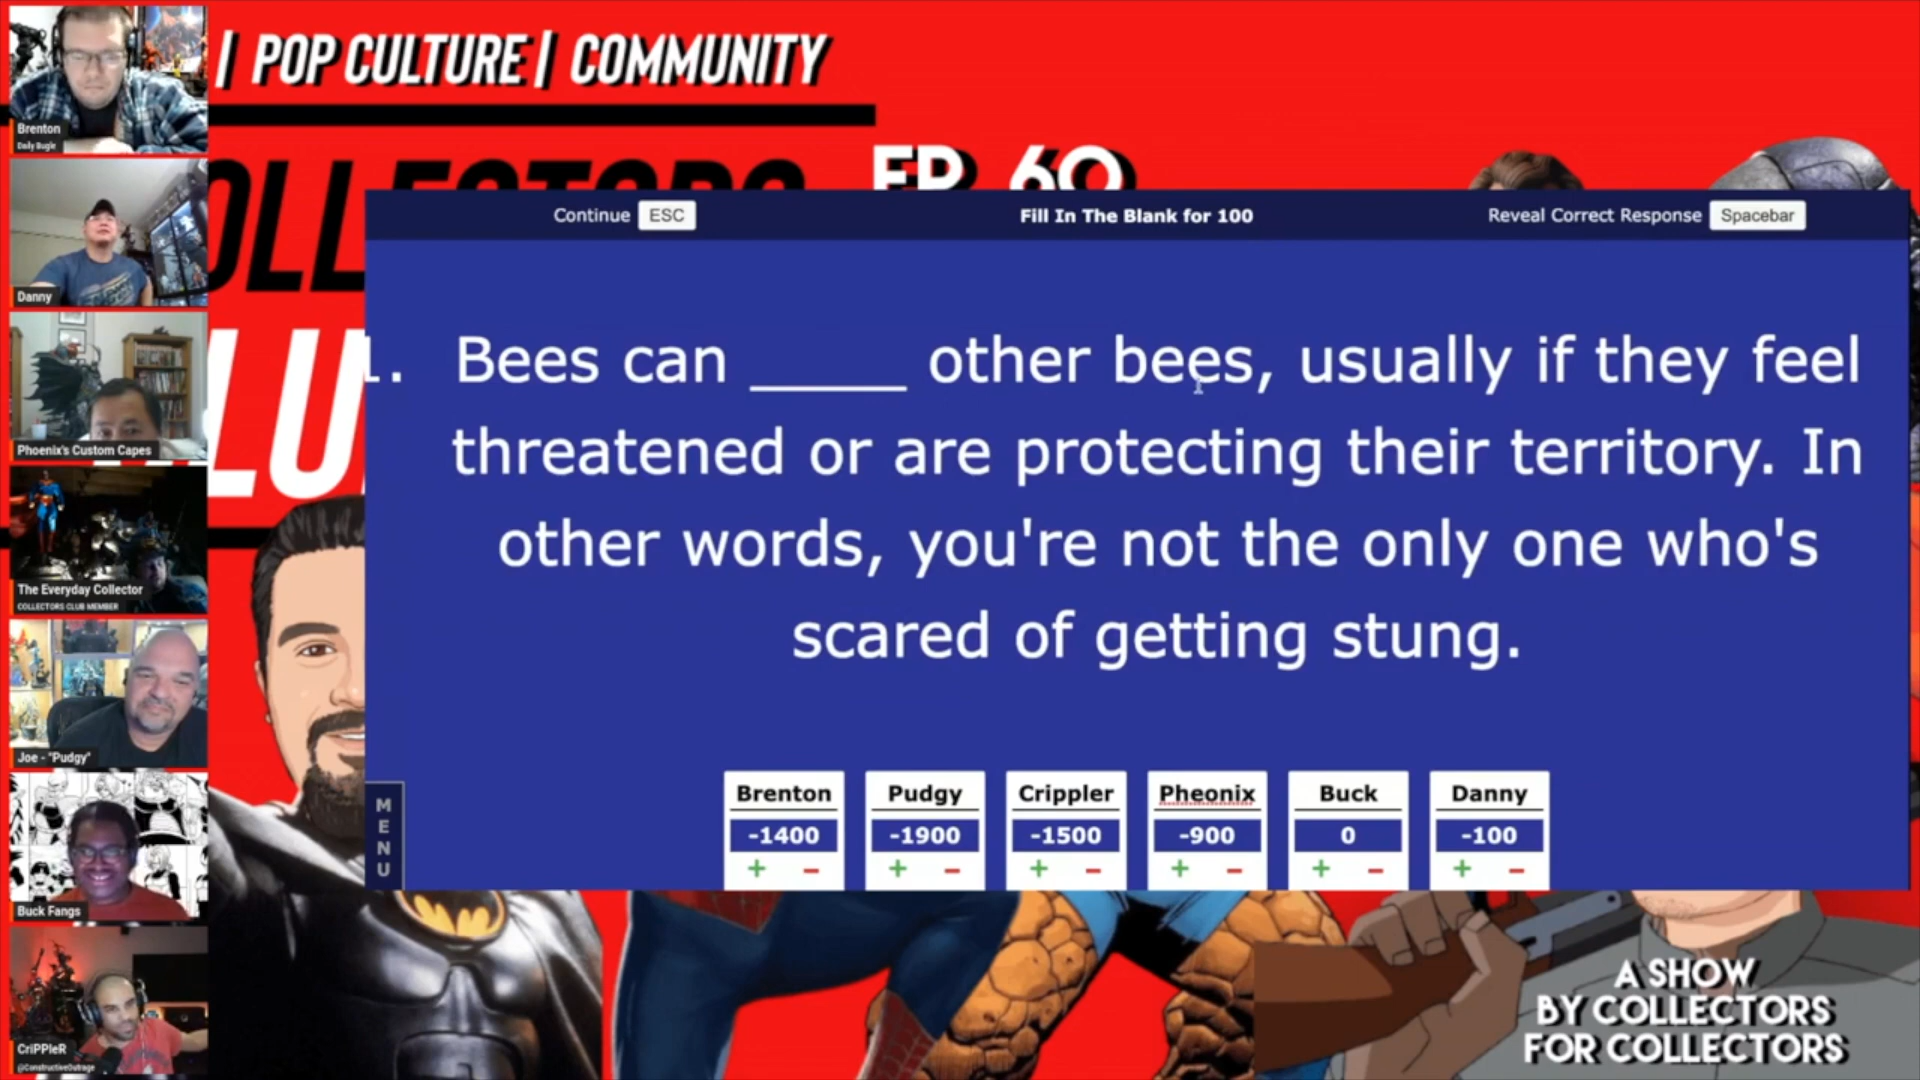 | POP CULTURE | COMMUNITY
EP. 60
Brenton
Daily Bugle
Danny
Phoenix's Custom Capes
The Everyday Collector
COLLECTORS CLUB MEMBER
Joe - "Pudgy"
Buck Fangs
CriPPleR
@ConstructiveOutrage
Continue ESC
Fill In The Blank for 100
Reveal Correct Response Spacebar
1. Bees can _____ other bees, usually if they feel
threatened or are protecting their territory. In
other words, you're not the only one who's
scared of getting stung.
MENU
Brenton Pudgy Crippler Pheonix Buck Danny
-1400 -1900 -1500 -900 0 -100
+ − + − + − + − + − + −
A SHOW
BY COLLECTORS
FOR COLLECTORS